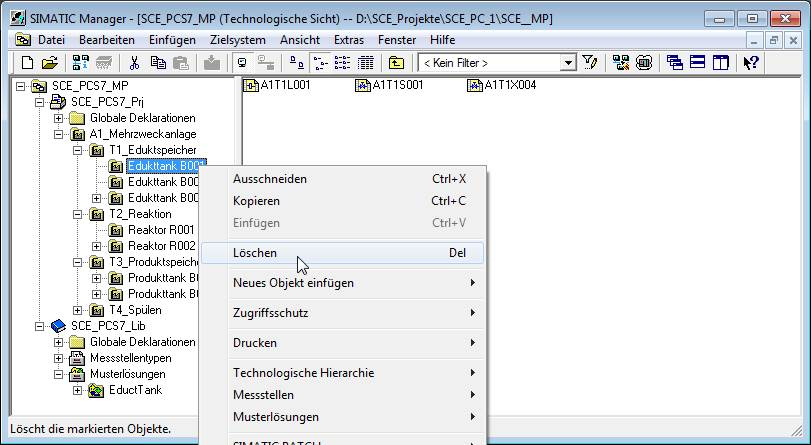 SIMATIC Manager - [SCE_PCS7_MP (Technologische Sicht) -- D:\SCE_Projekte\SCE_PC_1\SCE__MP]
Datei Bearbeiten Einfügen Zielsystem Ansicht Extras Fenster Hilfe
< Kein Filter >
SCE_PCS7_MP
A1T1L001 A1T1S001 A1T1X004
SCE_PCS7_Prj
Globale Deklarationen
A1_Mehrzweckanlage
T1_Eduktspeicher
Edukttank B001
Edukttank B00
Edukttank B00
T2_Reaktion
Reaktor R001
Reaktor R002
T3_Produktspeiche
Produkttank B
Produkttank B
T4_Spülen
SCE_PCS7_Lib
Globale Deklarationen
Messstellentypen
Musterlösungen
EductTank
Ausschneiden Ctrl+X
Kopieren Ctrl+C
Einfügen Ctrl+V
Löschen Del
Neues Objekt einfügen
Zugriffsschutz
Drucken
Technologische Hierarchie
Messstellen
Musterlösungen
SIMATIC BATCH
Löscht die markierten Objekte.